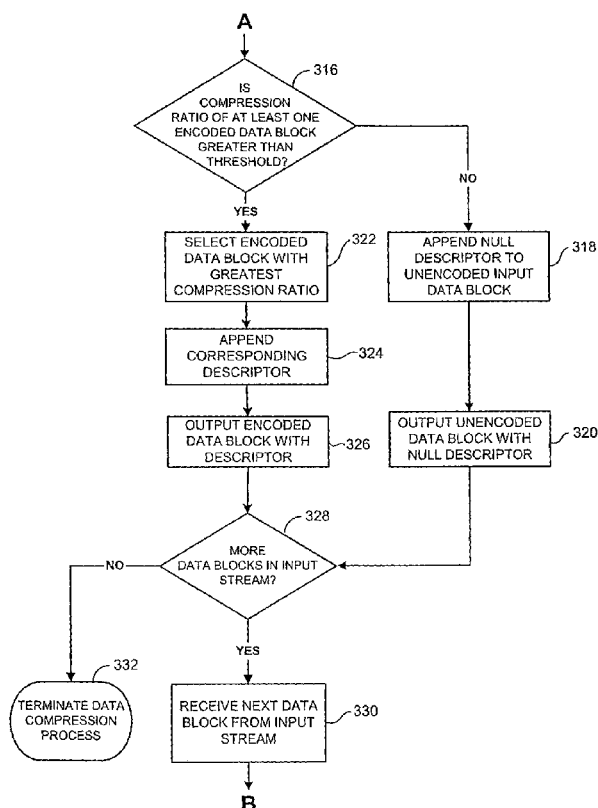 A
316
IS
COMPRESSION
RATIO OF AT LEAST ONE
ENCODED DATA BLOCK
GREATER THAN
THRESHOLD?
NO
YES
SELECT ENCODED
DATA BLOCK WITH
GREATEST
COMPRESSION RATIO
322
APPEND NULL
DESCRIPTOR TO
UNENCODED INPUT
DATA BLOCK
318
APPEND
CORRESPONDING
DESCRIPTOR
324
OUTPUT ENCODED
DATA BLOCK WITH
DESCRIPTOR
326
OUTPUT UNENCODED
DATA BLOCK WITH
NULL DESCRIPTOR
320
328
MORE
DATA BLOCKS IN INPUT
STREAM?
NO
YES
332
TERMINATE DATA
COMPRESSION
PROCESS
RECEIVE NEXT DATA
BLOCK FROM INPUT
STREAM
330
B